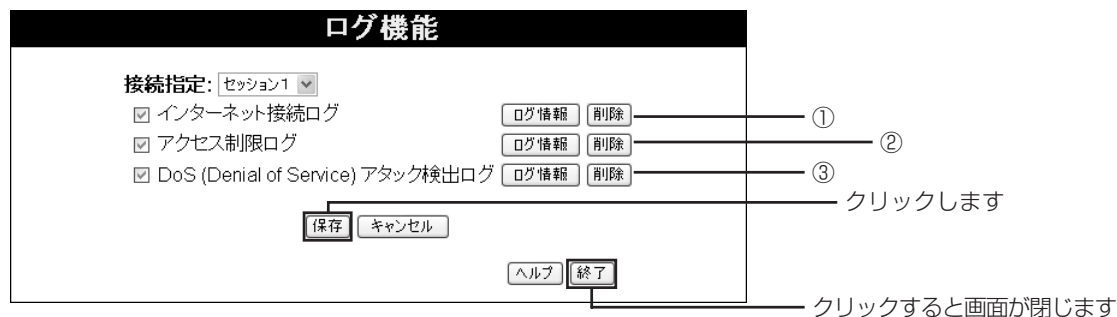 ログ機能
接続指定: セッション1
インターネット接続ログ ログ情報 削除 ①
アクセス制限ログ ログ情報 削除 ②
DoS (Denial of Service) アタック検出ログ ログ情報 削除 ③
クリックします
保存 キャンセル
ヘルプ 終了
クリックすると画面が閉じます